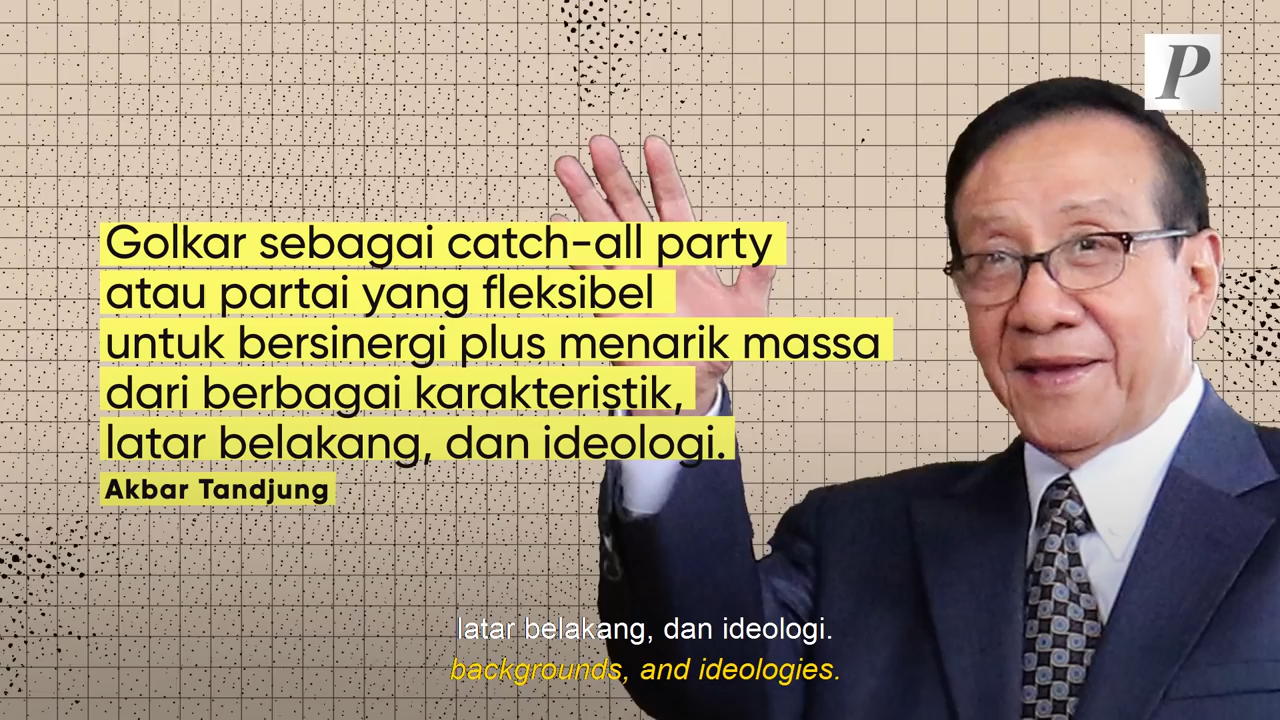 P
Golkar sebagai catch-all party
atau partai yang fleksibel
untuk bersinergi plus menarik massa
dari berbagai karakteristik,
latar belakang, dan ideologi.
Akbar Tandjung
latar belakang, dan ideologi.
backgrounds, and ideologies.